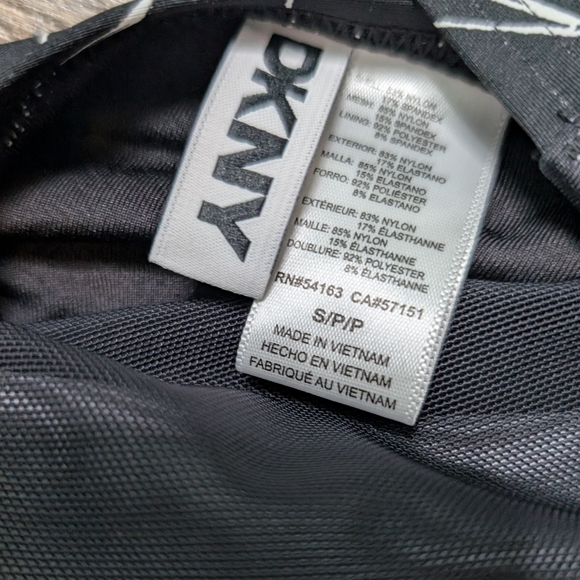 DKNY
83% NYLON
17% SPANDEX
MESH: 85% NYLON
15% SPANDEX
LINING: 92% POLYESTER
8% SPANDEX
EXTERIOR: 83% NYLON
17% ELASTANO
MALLA: 85% NYLON
15% ELASTANO
FORRO: 92% POLIÉSTER
8% ELASTANO
EXTÉRIEUR: 83% NYLON
17% ÉLASTHANNE
MAILLE: 85% NYLON
15% ÉLASTHANNE
DOUBLURE: 92% POLYESTER
8% ÉLASTHANNE
RN#54163 CA#57151
S/P/P
MADE IN VIETNAM
HECHO EN VIETNAM
FABRIQUÉ AU VIETNAM